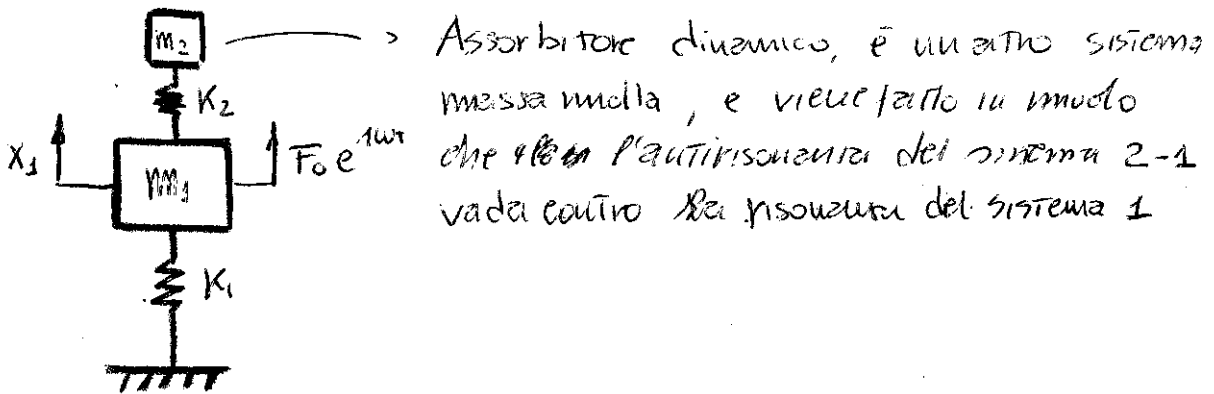 m2
K2
x1
F0 e^iωt
m1
K1
Assorbitore dinamico, è un altro sistema
massa molla, e viene fatto in modo
che l'antirisonanza del sistema 2-1
vada contro la risonanza del sistema 1